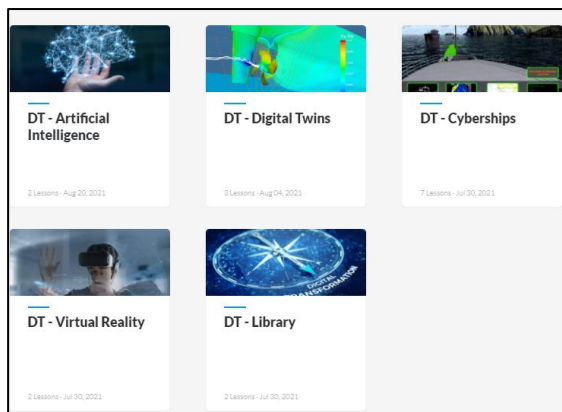 DT - Artificial
Intelligence
2 Lessons · Aug 20, 2021
DT - Digital Twins
3 Lessons · Aug 04, 2021
DT - Cyberships
7 Lessons · Jul 30, 2021
DT - Virtual Reality
2 Lessons · Jul 30, 2021
DIGITAL
TRANSFORMATION
DT - Library
2 Lessons · Jul 30, 2021